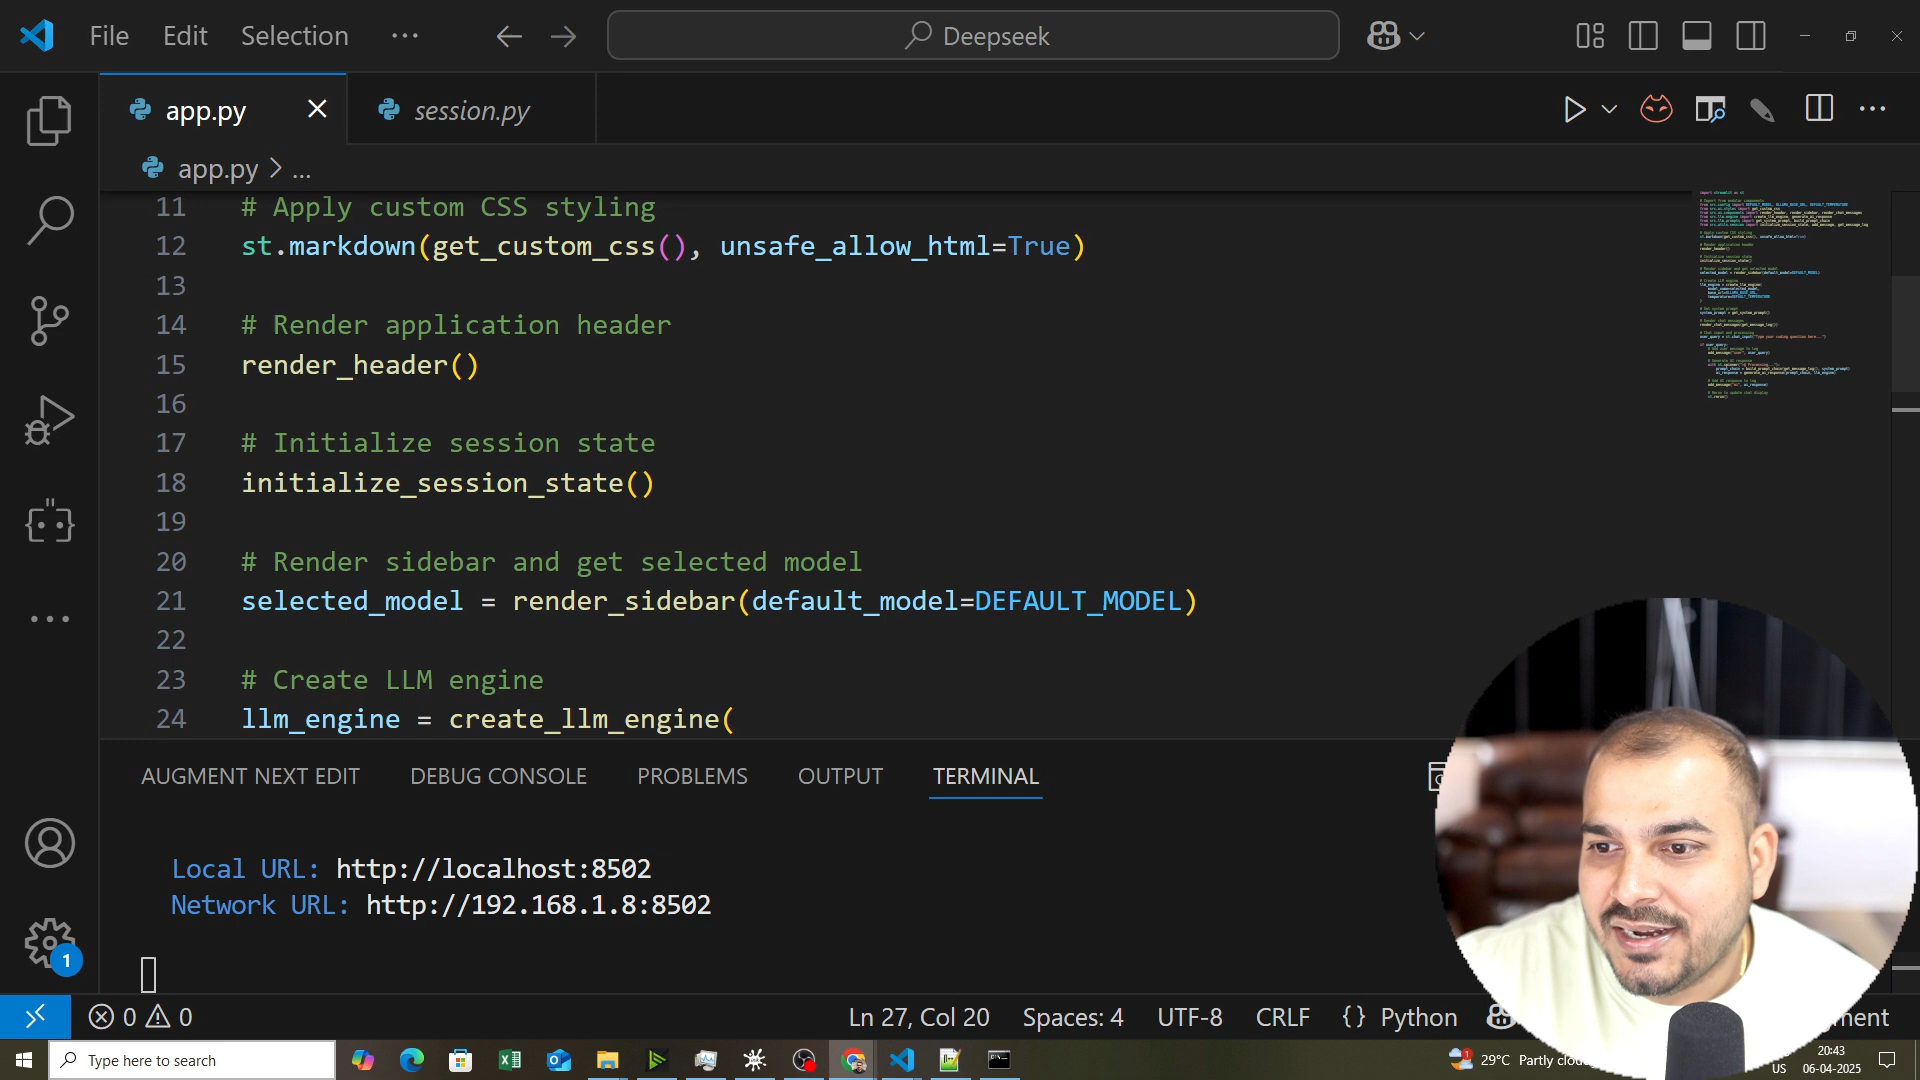 File Edit Selection ... Deepseek
app.py session.py
app.py > ...
11 # Apply custom CSS styling
12 st.markdown(get_custom_css(), unsafe_allow_html=True)
13
14 # Render application header
15 render_header()
16
17 # Initialize session state
18 initialize_session_state()
19
20 # Render sidebar and get selected model
21 selected_model = render_sidebar(default_model=DEFAULT_MODEL)
22
23 # Create LLM engine
24 llm_engine = create_llm_engine(
AUGMENT NEXT EDIT DEBUG CONSOLE PROBLEMS OUTPUT TERMINAL
Local URL: http://localhost:8502
Network URL: http://192.168.1.8:8502
1
0 0 Ln 27, Col 20 Spaces: 4 UTF-8 CRLF {} Python
Type here to search 29°C Partly US 20:43
06-04-2025